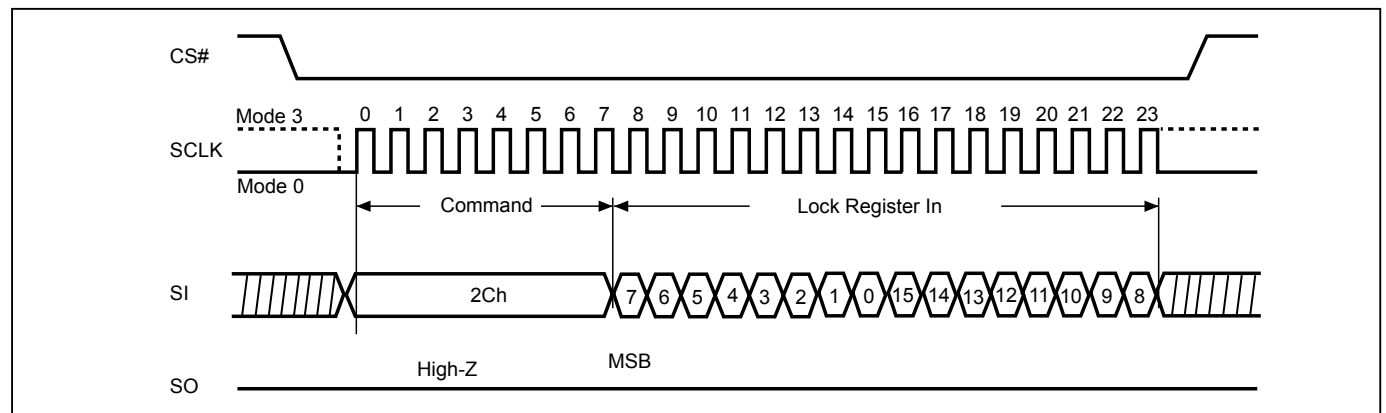 CS#
Mode 3 0 1 2 3 4 5 6 7 8 9 10 11 12 13 14 15 16 17 18 19 20 21 22 23
SCLK
Mode 0
Command Lock Register In
SI 2Ch 7 6 5 4 3 2 1 0 15 14 13 12 11 10 9 8
High-Z MSB
SO